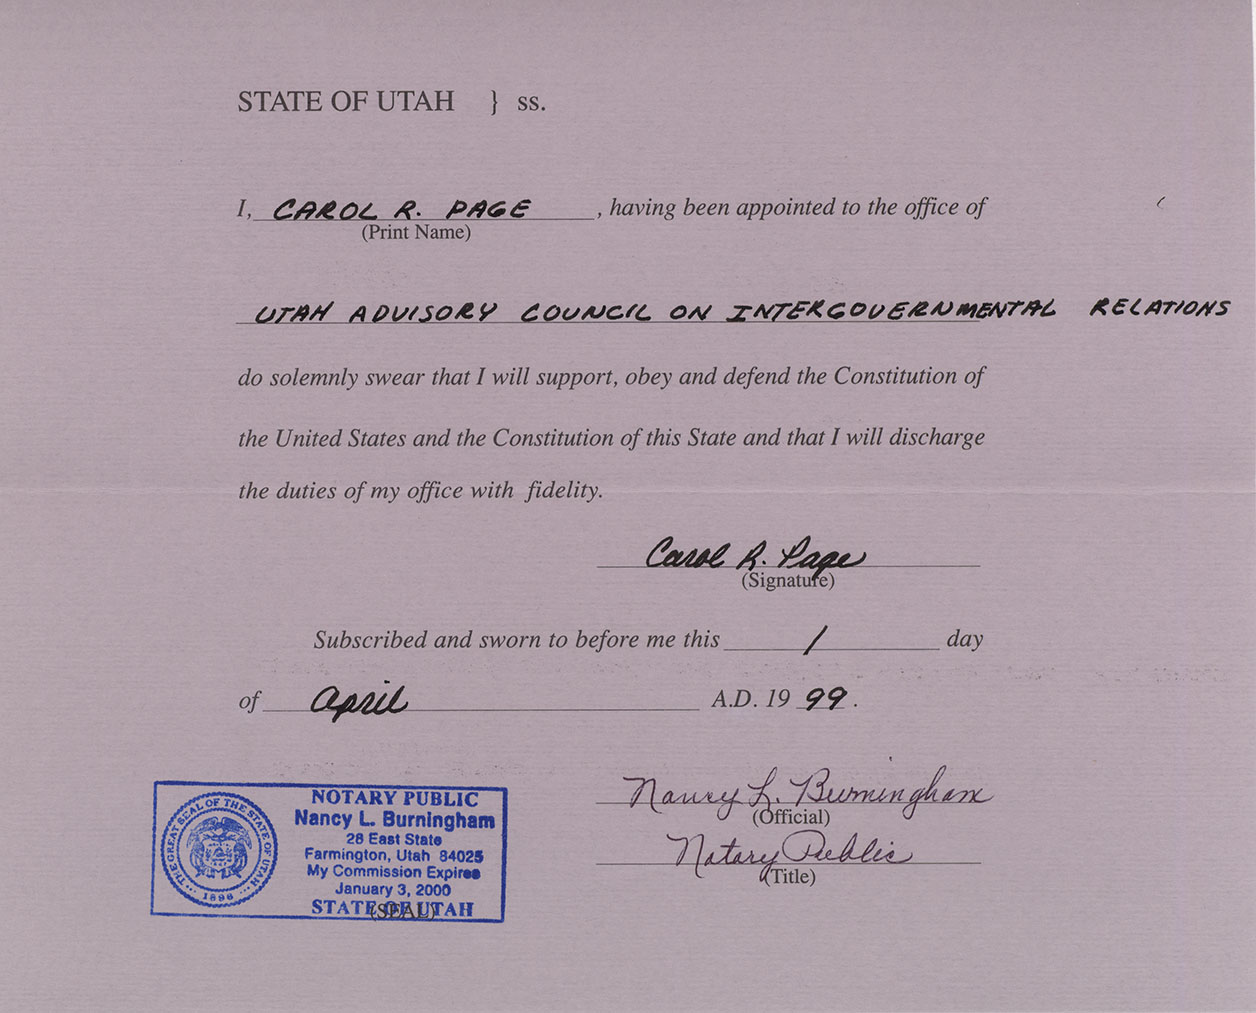 STATE OF UTAH } ss.
I, CAROL R. PAGE, having been appointed to the office of
(Print Name)
UTAH ADVISORY COUNCIL ON INTERGOVERNMENTAL RELATIONS
do solemnly swear that I will support, obey and defend the Constitution of
the United States and the Constitution of this State and that I will discharge
the duties of my office with fidelity.
Carol R. Page
(Signature)
Subscribed and sworn to before me this 1 day
of April A.D. 1999.
Nancy L. Burningham
(Official)
Notary Public
(Title)
THE GREAT SEAL OF THE STATE OF UTAH
1896
NOTARY PUBLIC
Nancy L. Burningham
28 East State
Farmington, Utah 84025
My Commission Expires
January 3, 2000
STATE OF UTAH
(SEAL)